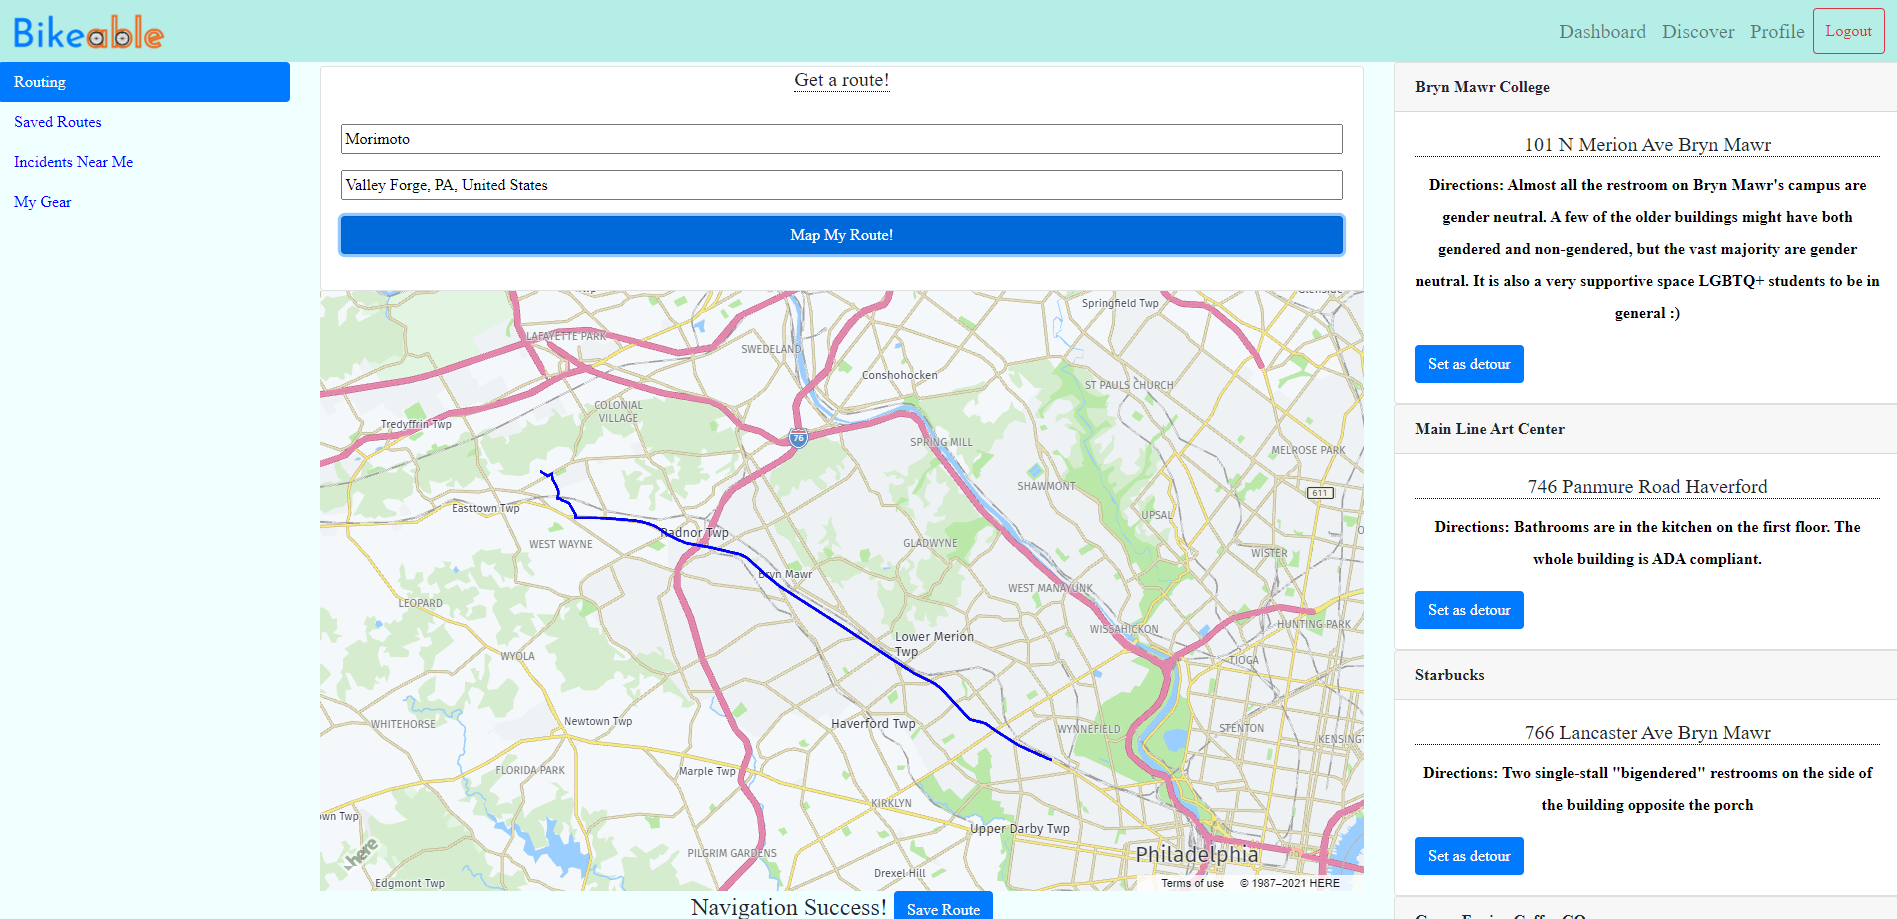 Bikeable
Dashboard Discover Profile Logout
Routing
Saved Routes
Incidents Near Me
My Gear
Get a route!
Morimoto
Valley Forge, PA, United States
Map My Route!
Springfield Twp
LAFAYETTE PARK
SWEDELAND
Conshohocken
ST PAULS CHURCH
COLONIAL
VILLAGE
Tredyffrin Twp
76
SPRING MILL
MELROSE PARK
SHAWMONT
611
Easttown Twp
UPSAL
Radnor Twp
WEST WAYNE
GLADWYNE
WISTER
Bryn Mawr
WEST MANAYUNK
LEOPARD
WISSAHICKON
HUNTING PARK
Lower Merion
Twp
WYOLA
TIOGA
WHITEHORSE
Newtown Twp
Haverford Twp
WYNNEFIELD
STENTON
KENSINGT
FLORIDA PARK
Marple Twp
KIRKLYN
own Twp
Upper Darby Twp
PILGRIM GARDENS
Philadelphia
here
Edgmont Twp
Drexel Hill
Terms of use © 1987–2021 HERE
Navigation Success! Save Route
Bryn Mawr College
101 N Merion Ave Bryn Mawr
Directions: Almost all the restroom on Bryn Mawr's campus are
gender neutral. A few of the older buildings might have both
gendered and non-gendered, but the vast majority are gender
neutral. It is also a very supportive space LGBTQ+ students to be in
general :)
Set as detour
Main Line Art Center
746 Panmure Road Haverford
Directions: Bathrooms are in the kitchen on the first floor. The
whole building is ADA compliant.
Set as detour
Starbucks
766 Lancaster Ave Bryn Mawr
Directions: Two single-stall "bigendered" restrooms on the side of
the building opposite the porch
Set as detour